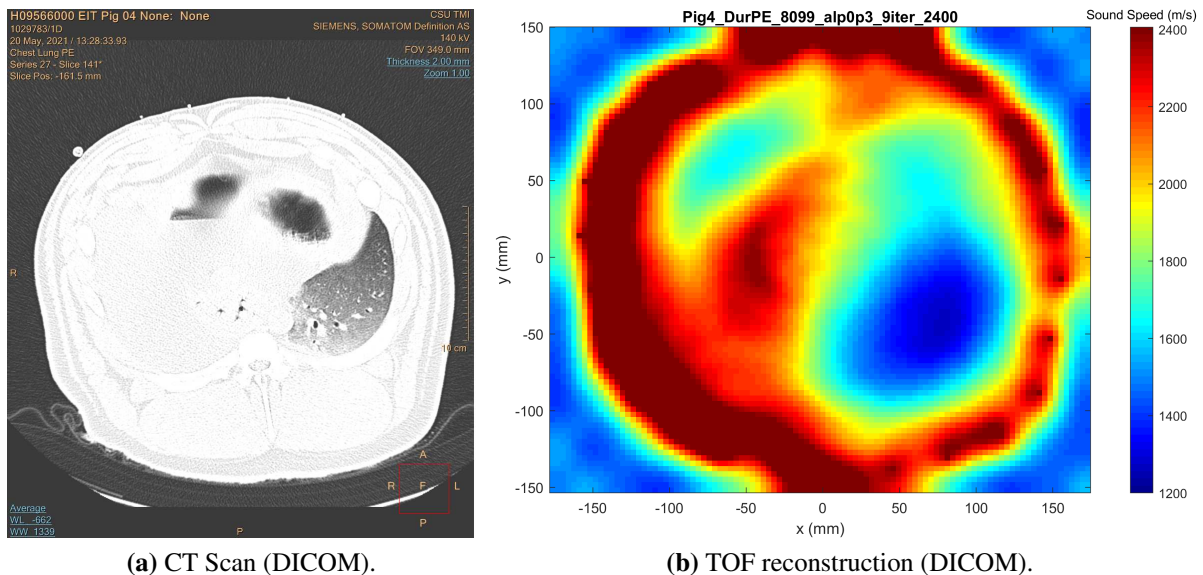 H09566000 EIT Pig 04 None: None
1029783/1D
20 May, 2021 / 13:28:33.93
Chest Lung PE
Series 27 - Slice 141*
Slice Pos: -161.5 mm
CSU TMI
SIEMENS, SOMATOM Definition AS
140 kV
FOV 349.0 mm
Thickness 2.00 mm
Zoom 1.00
R
10 cm
A
R F L
P
Average
WL -662
WW 1339
P
(a) CT Scan (DICOM).
Pig4_DurPE_8099_alp0p3_9iter_2400
Sound Speed (m/s)
150
100
50
0
-50
-100
-150
y (mm)
-150 -100 -50 0 50 100 150
x (mm)
2400
2200
2000
1800
1600
1400
1200
(b) TOF reconstruction (DICOM).